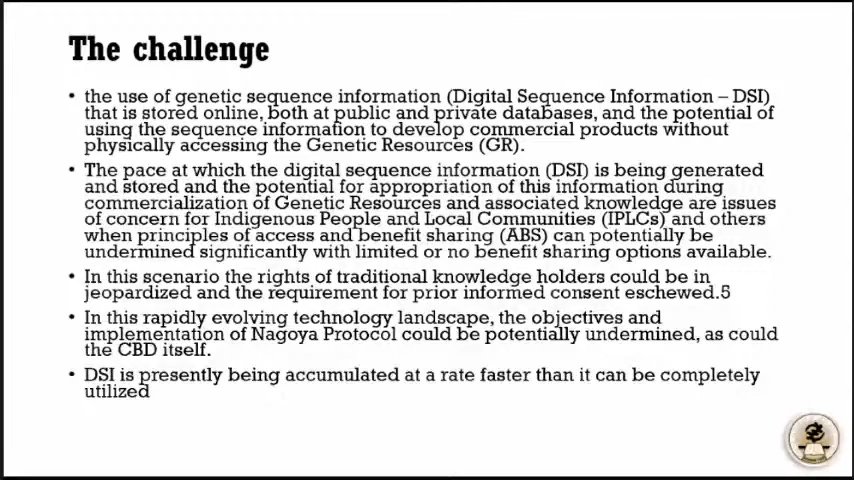 The challenge
• the use of genetic sequence information (Digital Sequence Information – DSI)
that is stored online, both at public and private databases, and the potential of
using the sequence information to develop commercial products without
physically accessing the Genetic Resources (GR).
• The pace at which the digital sequence information (DSI) is being generated
and stored and the potential for appropriation of this information during
commercialization of Genetic Resources and associated knowledge are issues
of concern for Indigenous People and Local Communities (IPLCs) and others
when principles of access and benefit sharing (ABS) can potentially be
undermined significantly with limited or no benefit sharing options available.
• In this scenario the rights of traditional knowledge holders could be in
jeopardized and the requirement for prior informed consent eschewed.5
• In this rapidly evolving technology landscape, the objectives and
implementation of Nagoya Protocol could be potentially undermined, as could
the CBD itself.
• DSI is presently being accumulated at a rate faster than it can be completely
utilized